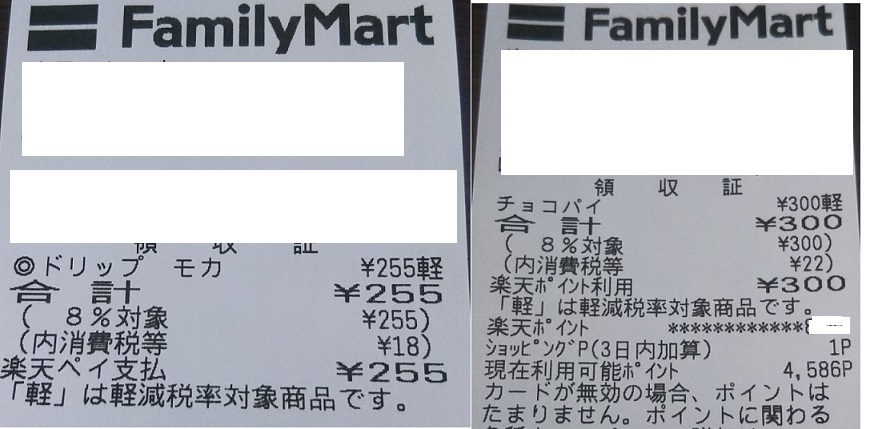 FamilyMart
領 収 証
◎ドリップ モカ ¥255軽
合 計 ¥255
( 8%対象 ¥255)
(内消費税等 ¥18)
楽天ペイ支払 ¥255
「軽」は軽減税率対象商品です。
FamilyMart
領 収 証
チョコパイ ¥300軽
合 計 ¥300
( 8%対象 ¥300)
(内消費税等 ¥22)
楽天ポイント利用 ¥300
「軽」は軽減税率対象商品です。
楽天ポイント ************
ショッピングP(3日内加算) 1P
現在利用可能ポイント 4,586P
カードが無効の場合、ポイントは
たまりません。ポイントに関わる